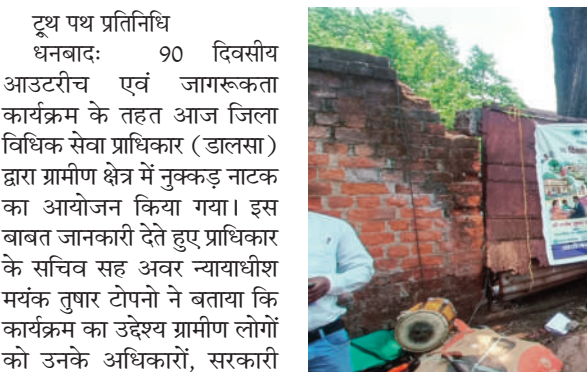 ट्रूथ पथ प्रतिनिधि
धनबादः 90 दिवसीय
आउटरीच एवं जागरूकता
कार्यक्रम के तहत आज जिला
विधिक सेवा प्राधिकार (डालसा)
द्वारा ग्रामीण क्षेत्र में नुक्कड़ नाटक
का आयोजन किया गया। इस
बाबत जानकारी देते हुए प्राधिकार
के सचिव सह अवर न्यायाधीश
मयंक तुषार टोपनो ने बताया कि
कार्यक्रम का उद्देश्य ग्रामीण लोगों
को उनके अधिकारों, सरकारी